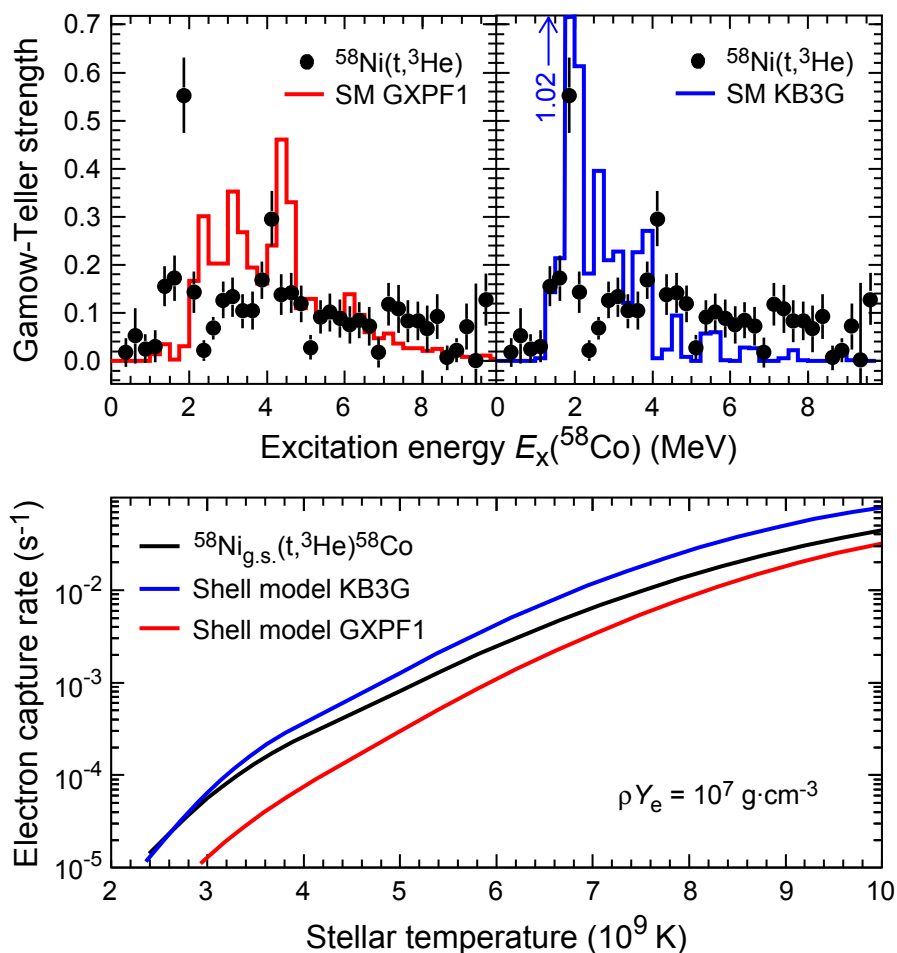 0.7
0.6
0.5
0.4
0.3
0.2
0.1
0.0
Gamow-Teller strength
⁵⁸Ni(t,³He)
SM GXPF1
1.02
⁵⁸Ni(t,³He)
SM KB3G
0 2 4 6 8 0 2 4 6 8
Excitation energy Eₓ(⁵⁸Co) (MeV)
Electron capture rate (s⁻¹)
10⁻²
10⁻³
10⁻⁴
10⁻⁵
⁵⁸Ni_g.s.(t,³He)⁵⁸Co
Shell model KB3G
Shell model GXPF1
ρYₑ = 10⁷ g·cm⁻³
2 3 4 5 6 7 8 9 10
Stellar temperature (10⁹ K)